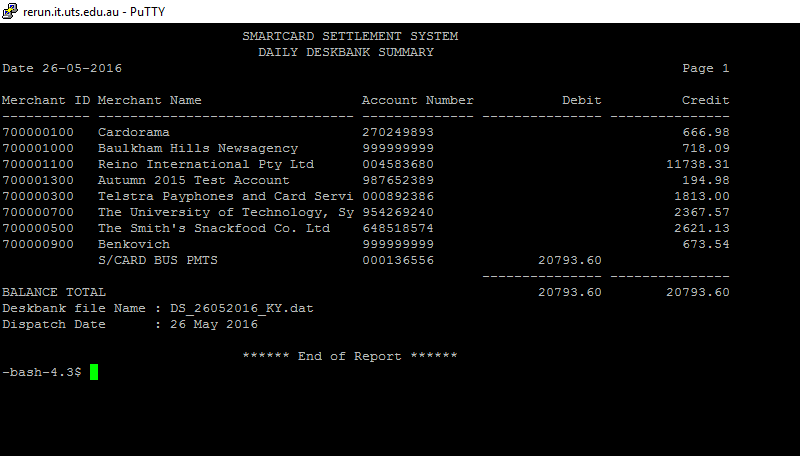 rerun.it.uts.edu.au - PuTTY
SMARTCARD SETTLEMENT SYSTEM
DAILY DESKBANK SUMMARY
Date 26-05-2016 Page 1
Merchant ID Merchant Name Account Number Debit Credit
----------- -------------------------------- -------------- --------------- ---------------
700000100 Cardorama 270249893 666.98
700001000 Baulkham Hills Newsagency 999999999 718.09
700001100 Reino International Pty Ltd 004583680 11738.31
700001300 Autumn 2015 Test Account 987652389 194.98
700000300 Telstra Payphones and Card Servi 000892386 1813.00
700000700 The University of Technology, Sy 954269240 2367.57
700000500 The Smith's Snackfood Co. Ltd 648518574 2621.13
700000900 Benkovich 999999999 673.54
S/CARD BUS PMTS 000136556 20793.60
--------------- ---------------
BALANCE TOTAL 20793.60 20793.60
Deskbank file Name : DS_26052016_KY.dat
Dispatch Date : 26 May 2016
****** End of Report ******
-bash-4.3$